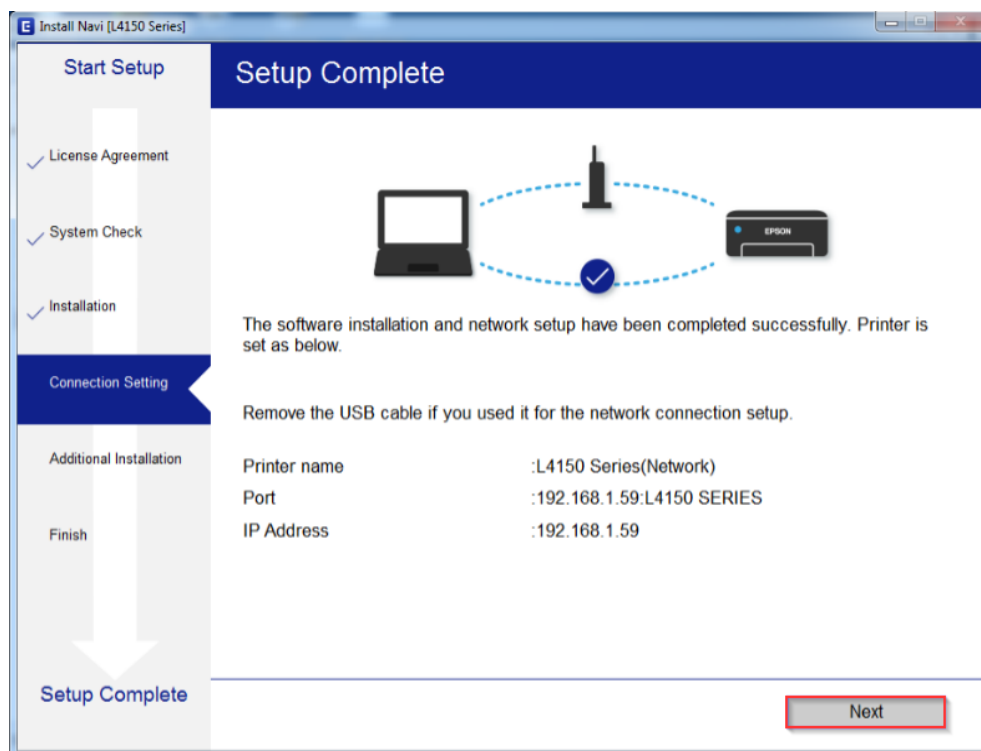 Install Navi [L4150 Series]
Start Setup
License Agreement
System Check
Installation
Connection Setting
Additional Installation
Finish
Setup Complete
Setup Complete
EPSON
The software installation and network setup have been completed successfully. Printer is
set as below.
Remove the USB cable if you used it for the network connection setup.
Printer name :L4150 Series(Network)
Port :192.168.1.59:L4150 SERIES
IP Address :192.168.1.59
Next